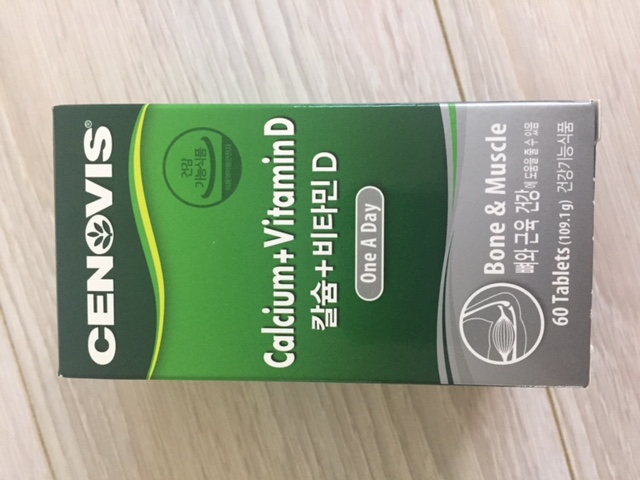 CENOVIS®
건강
기능식품
Calcium+Vitamin D
칼슘+비타민 D
One A Day
Bone & Muscle
뼈와 근육 건강에 도움을 줄 수 있음
60 Tablets (109.1 g) 건강기능식품